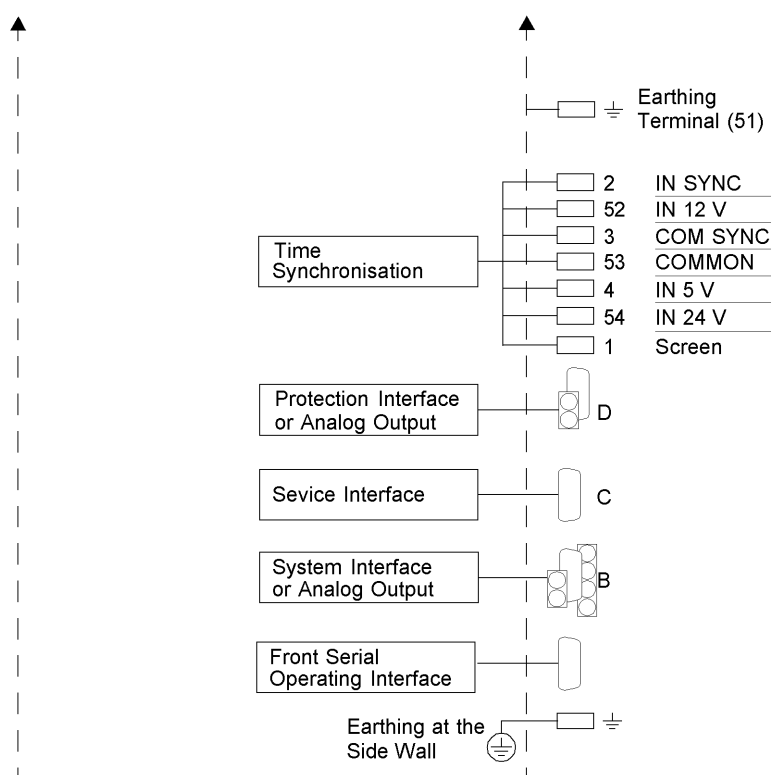 Earthing
Terminal (51)
2 IN SYNC
52 IN 12 V
3 COM SYNC
53 COMMON
4 IN 5 V
54 IN 24 V
1 Screen
Time
Synchronisation
Protection Interface
or Analog Output
D
Sevice Interface
C
System Interface
or Analog Output
B
Front Serial
Operating Interface
Earthing at the
Side Wall